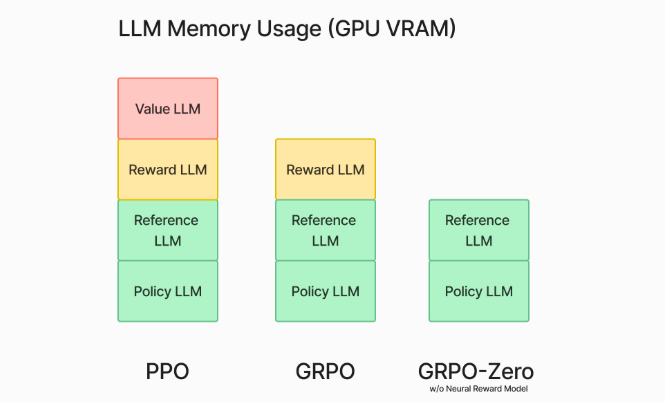 LLM Memory Usage (GPU VRAM)
Value LLM
Reward LLM
Reference
LLM
Policy LLM
PPO
Reward LLM
Reference
LLM
Policy LLM
GRPO
Reference
LLM
Policy LLM
GRPO-Zero
w/o Neural Reward Model